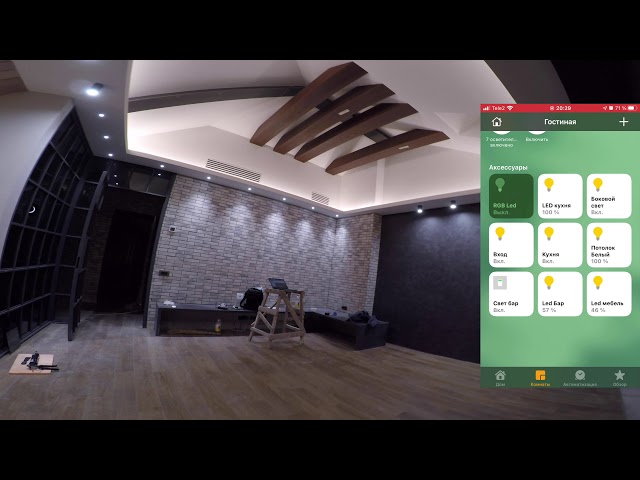 Tele2
20:29
71 %
Гостиная
7 осветител...
включено
Включить
Аксессуары
RGB Led
Выкл.
LED кухня
100 %
Боковой
свет
Вкл.
Вход
Вкл.
Кухня
Вкл.
Потолок
Белый
100 %
Свет бар
Вкл.
Led Бар
57 %
Led мебель
46 %
Дом
Комнаты
Автоматизация
Обзор